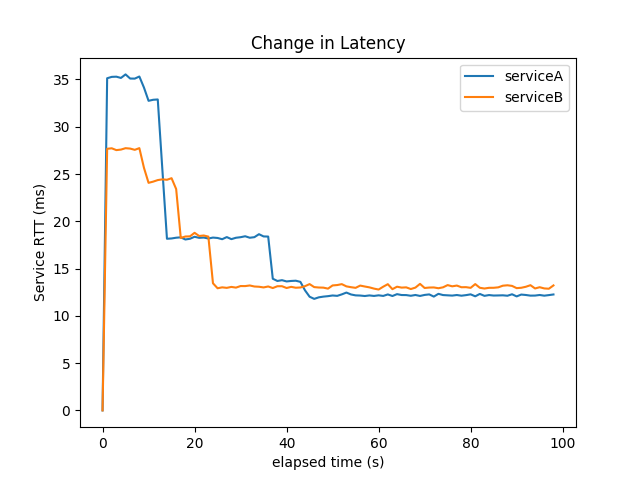 Change in Latency
serviceA
serviceB
Service RTT (ms)
35
30
25
20
15
10
5
0
0 20 40 60 80 100
elapsed time (s)